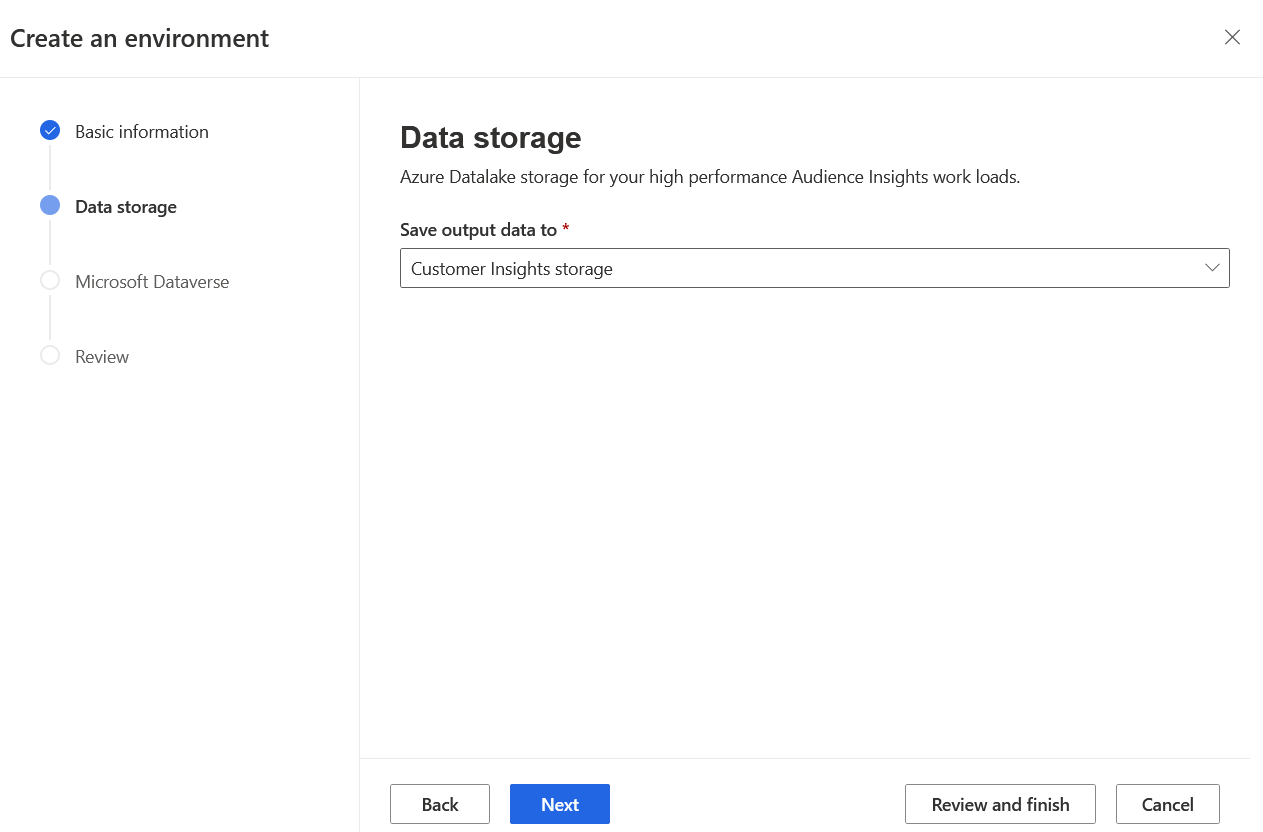 Create an environment
Basic information
Data storage
Microsoft Dataverse
Review
Data storage
Azure Datalake storage for your high performance Audience Insights work loads.
Save output data to *
Customer Insights storage
Back
Next
Review and finish
Cancel